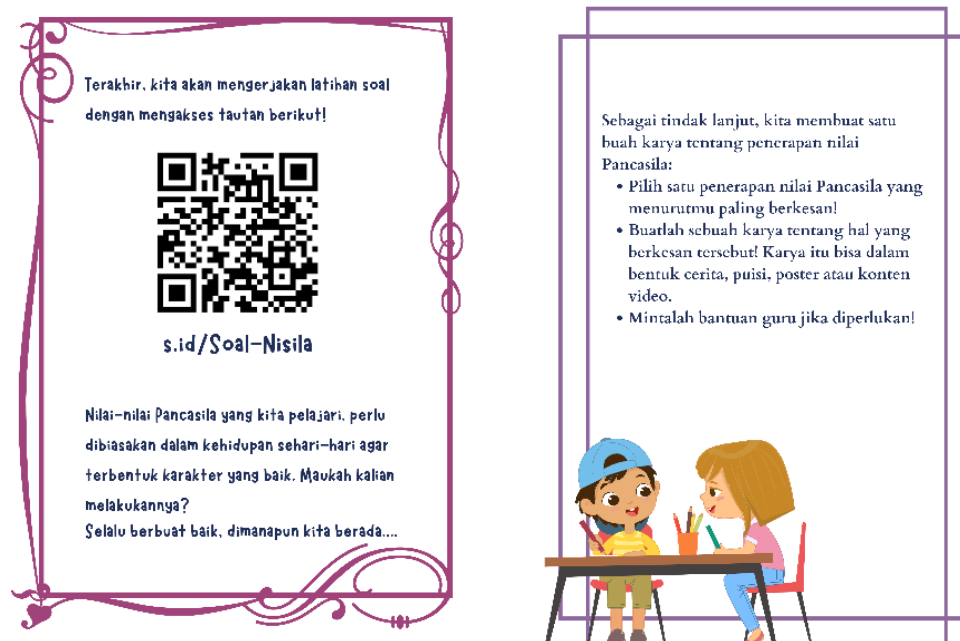 Terakhir, kita akan mengerjakan latihan soal
dengan mengakses tautan berikut!
s.id/Soal-Nisila
Nilai-nilai Pancasila yang kita pelajari, perlu
dibiasakan dalam kehidupan sehari-hari agar
terbentuk karakter yang baik. Maukah kalian
melakukannya?
Selalu berbuat baik, dimanapun kita berada....
Sebagai tindak lanjut, kita membuat satu
buah karya tentang penerapan nilai
Pancasila:
• Pilih satu penerapan nilai Pancasila yang
menurutmu paling berkesan!
• Buatlah sebuah karya tentang hal yang
berkesan tersebut! Karya itu bisa dalam
bentuk cerita, puisi, poster atau konten
video.
• Mintalah bantuan guru jika diperlukan!